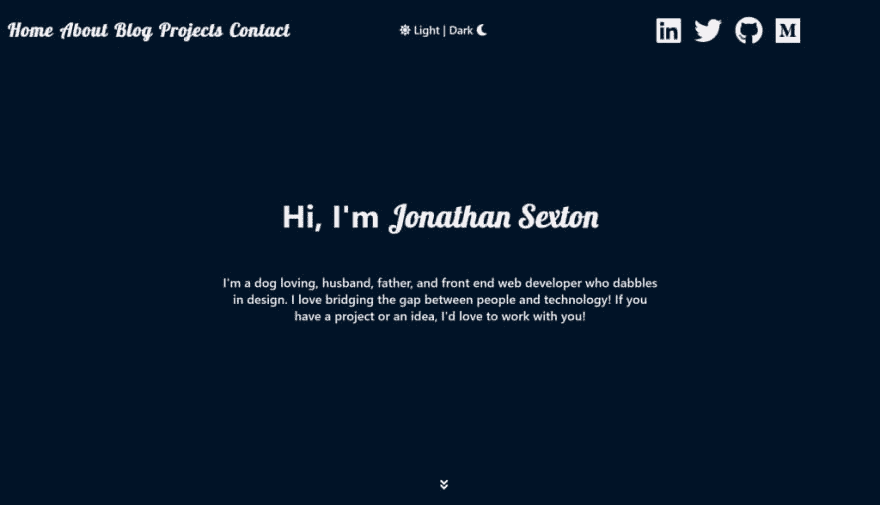 Home About Blog Projects Contact
Light | Dark
in
M
Hi, I'm Jonathan Sexton
I'm a dog loving, husband, father, and front end web developer who dabbles
in design. I love bridging the gap between people and technology! If you
have a project or an idea, I'd love to work with you!